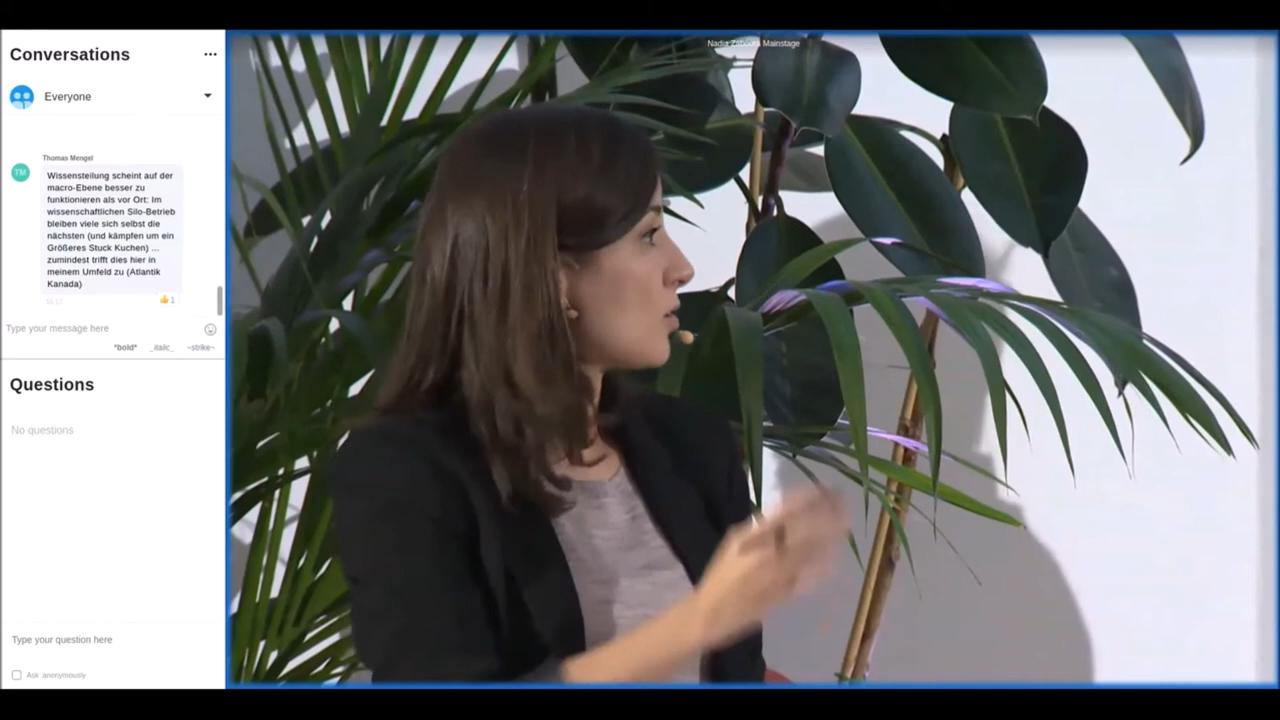 Conversations
Everyone
Thomas Mengel
TM
Wissensteilung scheint auf der
macro-Ebene besser zu
funktionieren als vor Ort: Im
wissenschaftlichen Silo-Betrieb
bleiben viele sich selbst die
nächsten (und kämpfen um ein
Größeres Stuck Kuchen) ...
zumindest trifft dies hier in
meinem Umfeld zu (Atlantik
Kanada)
1
Type your message here
*bold* _italic_ ~strike~
Questions
No questions
Type your question here
Ask anonymously
Nadia Mainstage